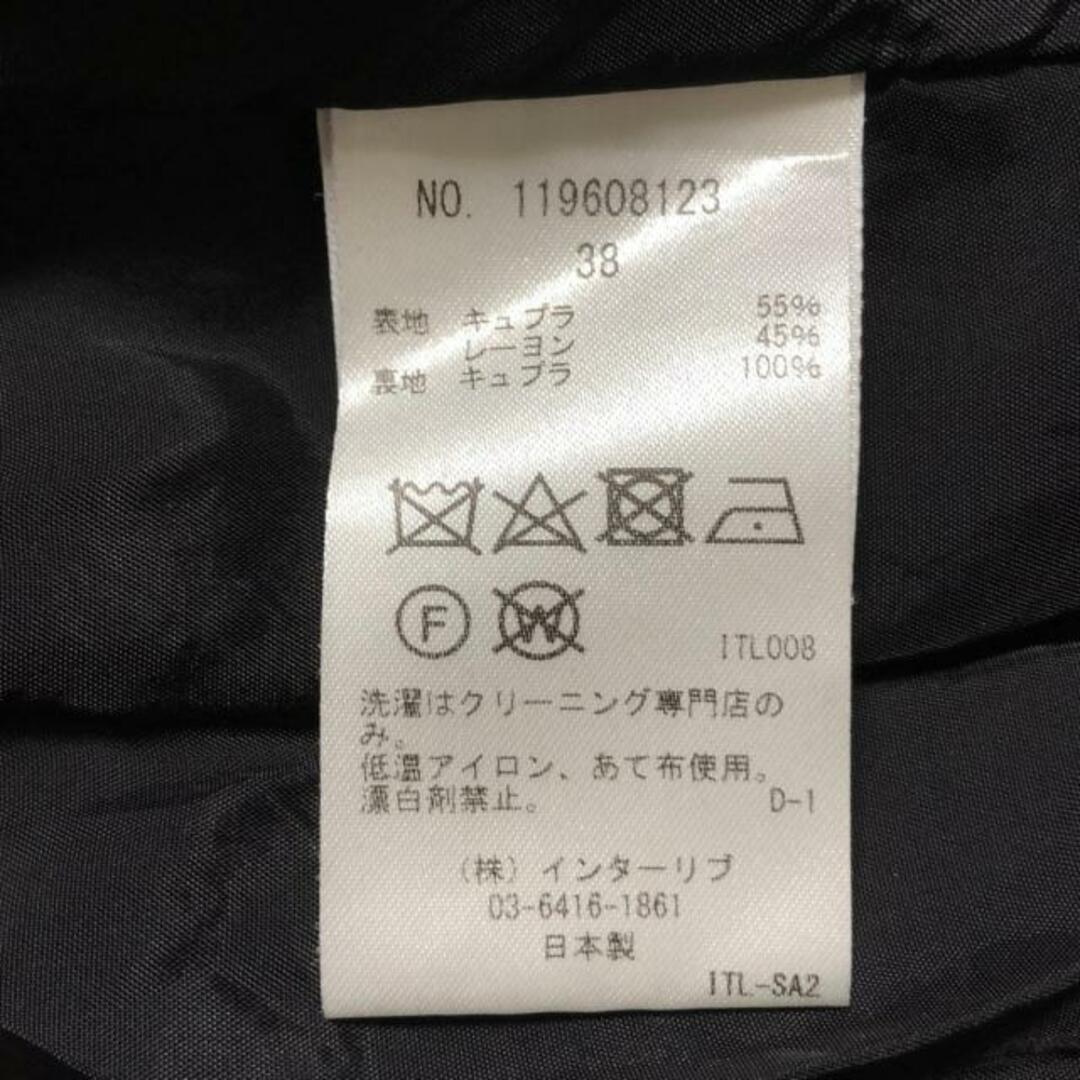 NO. 119608123
38
表地 キュプラ 55%
レーヨン 45%
裏地 キュプラ 100%
F W
ITL008
洗濯はクリーニング専門店の
み。
低温アイロン、あて布使用。
漂白剤禁止。 D-1
(株)インターリブ
03-6416-1861
日本製
ITL-SA2